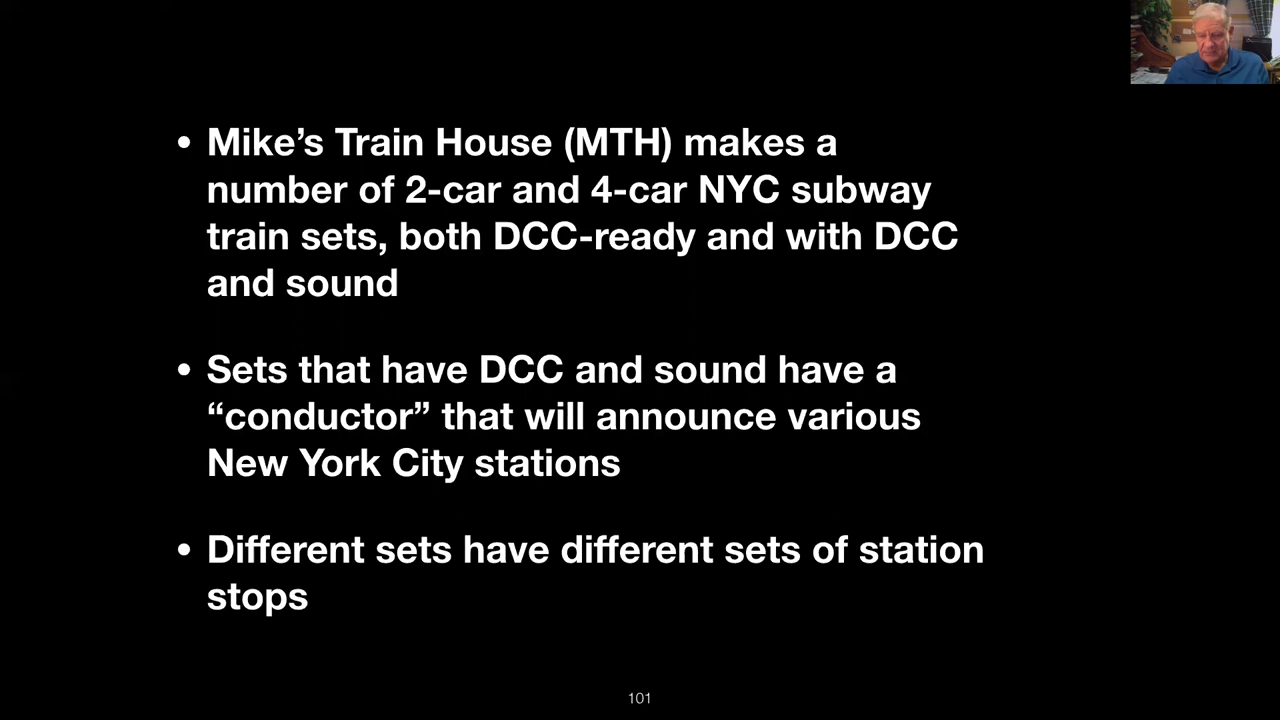 • Mike’s Train House (MTH) makes a
number of 2-car and 4-car NYC subway
train sets, both DCC-ready and with DCC
and sound
• Sets that have DCC and sound have a
“conductor” that will announce various
New York City stations
• Different sets have different sets of station
stops
101